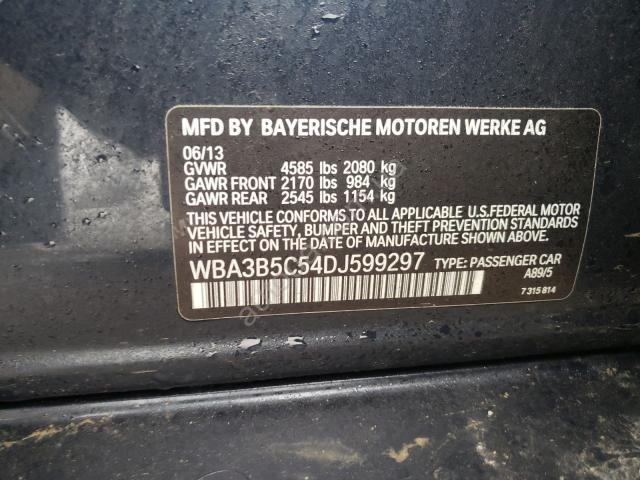 MFD BY BAYERISCHE MOTOREN WERKE AG
06/13
GVWR 4585 lbs 2080 kg
GAWR FRONT 2170 lbs 984 kg
GAWR REAR 2545 lbs 1154 kg
THIS VEHICLE CONFORMS TO ALL APPLICABLE U.S.FEDERAL MOTOR
VEHICLE SAFETY, BUMPER, AND THEFT PREVENTION STANDARDS
IN EFFECT ON THE DATE OF MANUFACTURE SHOWN ABOVE.
WBA3B5C54DJ599297 TYPE: PASSENGER CAR
A89/5
7 315 814